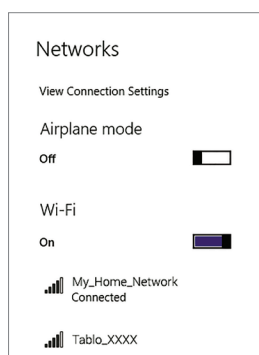 Networks
View Connection Settings
Airplane mode
Off
Wi-Fi
On
My_Home_Network
Connected
Tablo_XXXX